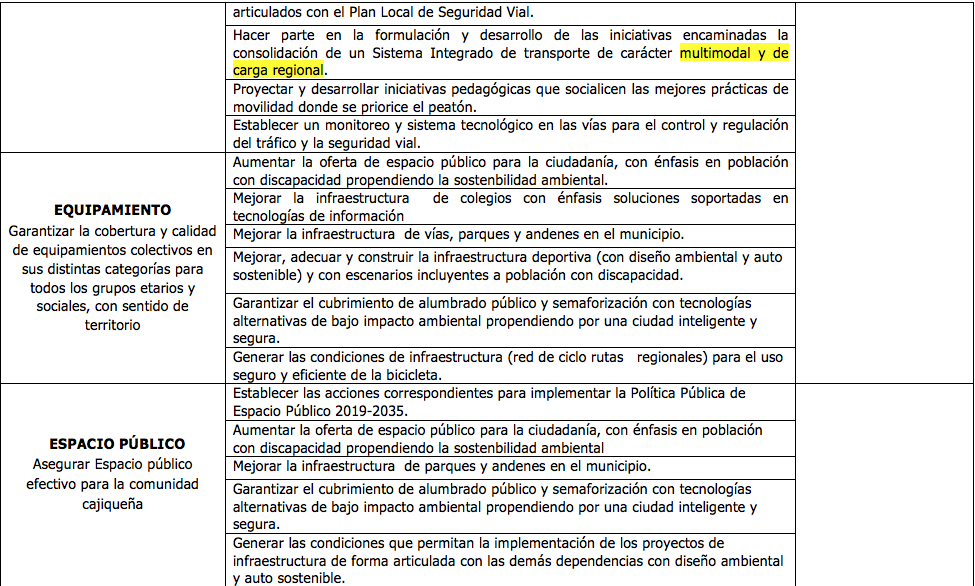 articulados con el Plan Local de Seguridad Vial.
Hacer parte en la formulación y desarrollo de las iniciativas encaminadas la
consolidación de un Sistema Integrado de transporte de carácter multimodal y de
carga regional.
Proyectar y desarrollar iniciativas pedagógicas que socialicen las mejores prácticas de
movilidad donde se priorice el peatón.
Establecer un monitoreo y sistema tecnológico en las vías para el control y regulación
del tráfico y la seguridad vial.
EQUIPAMIENTO
Garantizar la cobertura y calidad
de equipamientos colectivos en
sus distintas categorías para
todos los grupos etarios y
sociales, con sentido de
territorio
Aumentar la oferta de espacio público para la ciudadanía, con énfasis en población
con discapacidad propendiendo la sostenbilidad ambiental.
Mejorar la infraestructura de colegios con énfasis soluciones soportadas en
tecnologías de información
Mejorar la infraestructura de vías, parques y andenes en el municipio.
Mejorar, adecuar y construir la infraestructura deportiva (con diseño ambiental y auto
sostenible) y con escenarios incluyentes a población con discapacidad.
Garantizar el cubrimiento de alumbrado público y semaforización con tecnologías
alternativas de bajo impacto ambiental propendiendo por una ciudad inteligente y
segura.
Generar las condiciones de infraestructura (red de ciclo rutas regionales) para el uso
seguro y eficiente de la bicicleta.
ESPACIO PÚBLICO
Asegurar Espacio público
efectivo para la comunidad
cajiqueña
Establecer las acciones correspondientes para implementar la Política Pública de
Espacio Público 2019-2035.
Aumentar la oferta de espacio público para la ciudadanía, con énfasis en población
con discapacidad propendiendo la sostenbilidad ambiental
Mejorar la infraestructura de parques y andenes en el municipio.
Garantizar el cubrimiento de alumbrado público y semaforización con tecnologías
alternativas de bajo impacto ambiental propendiendo por una ciudad inteligente y
segura.
Generar las condiciones que permitan la implementación de los proyectos de
infraestructura de forma articulada con las demás dependencias con diseño ambiental
y auto sostenible.